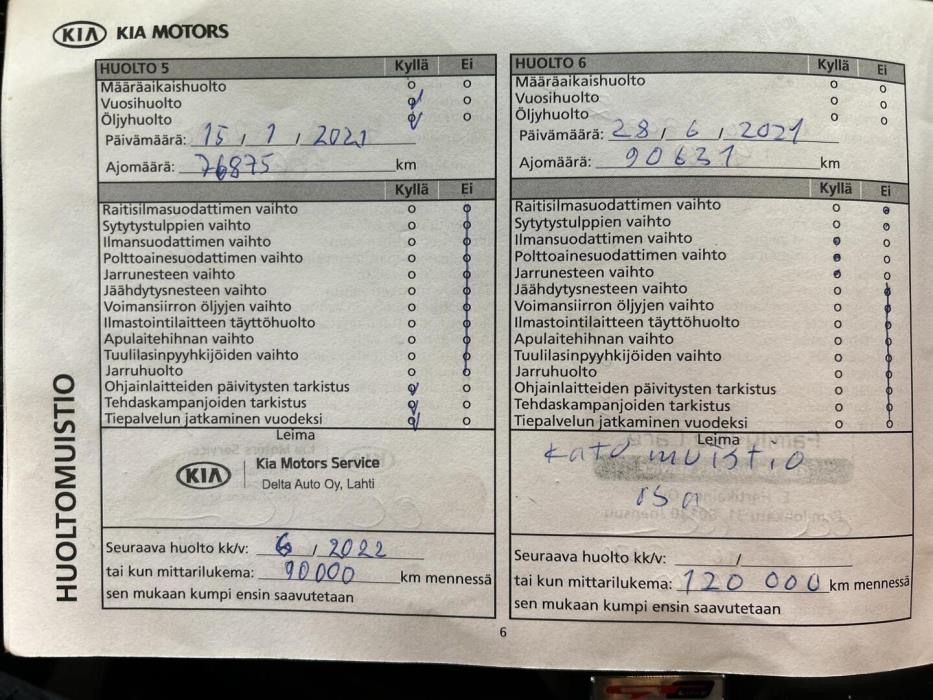 KIA KIA MOTORS
HUOLTOMUISTIO
HUOLTO 5 Kyllä Ei
Määräaikaishuolto
Vuosihuolto
Öljyhuolto
Päivämäärä: 15 / 1 / 2021
Ajomäärä: 76875 km
Kyllä Ei
Raitisilmasuodattimen vaihto
Sytytystulppien vaihto
Ilmansuodattimen vaihto
Polttoainesuodattimen vaihto
Jarrunesteen vaihto
Jäähdytysnesteen vaihto
Voimansiirron öljyjen vaihto
Ilmastointilaitteen täyttöhuolto
Apulaitehihnan vaihto
Tuulilasinpyyhkijöiden vaihto
Jarruhuolto
Ohjainlaitteiden päivitysten tarkistus
Tehdaskampanjoiden tarkistus
Tiepalvelun jatkaminen vuodeksi
Leima
KIA Kia Motors Service
Delta Auto Oy, Lahti
Seuraava huolto kk/v: 6 / 2022
tai kun mittarilukema: 90000 km mennessä
sen mukaan kumpi ensin saavutetaan
HUOLTO 6 Kyllä Ei
Määräaikaishuolto
Vuosihuolto
Öljyhuolto
Päivämäärä: 28 / 6 / 2021
Ajomäärä: 90631 km
Kyllä Ei
Raitisilmasuodattimen vaihto
Sytytystulppien vaihto
Ilmansuodattimen vaihto
Polttoainesuodattimen vaihto
Jarrunesteen vaihto
Jäähdytysnesteen vaihto
Voimansiirron öljyjen vaihto
Ilmastointilaitteen täyttöhuolto
Apulaitehihnan vaihto
Tuulilasinpyyhkijöiden vaihto
Jarruhuolto
Ohjainlaitteiden päivitysten tarkistus
Tehdaskampanjoiden tarkistus
Tiepalvelun jatkaminen vuodeksi
Leima
kato muistio
Seuraava huolto kk/v: /
tai kun mittarilukema: 120 000 km mennessä
sen mukaan kumpi ensin saavutetaan
6